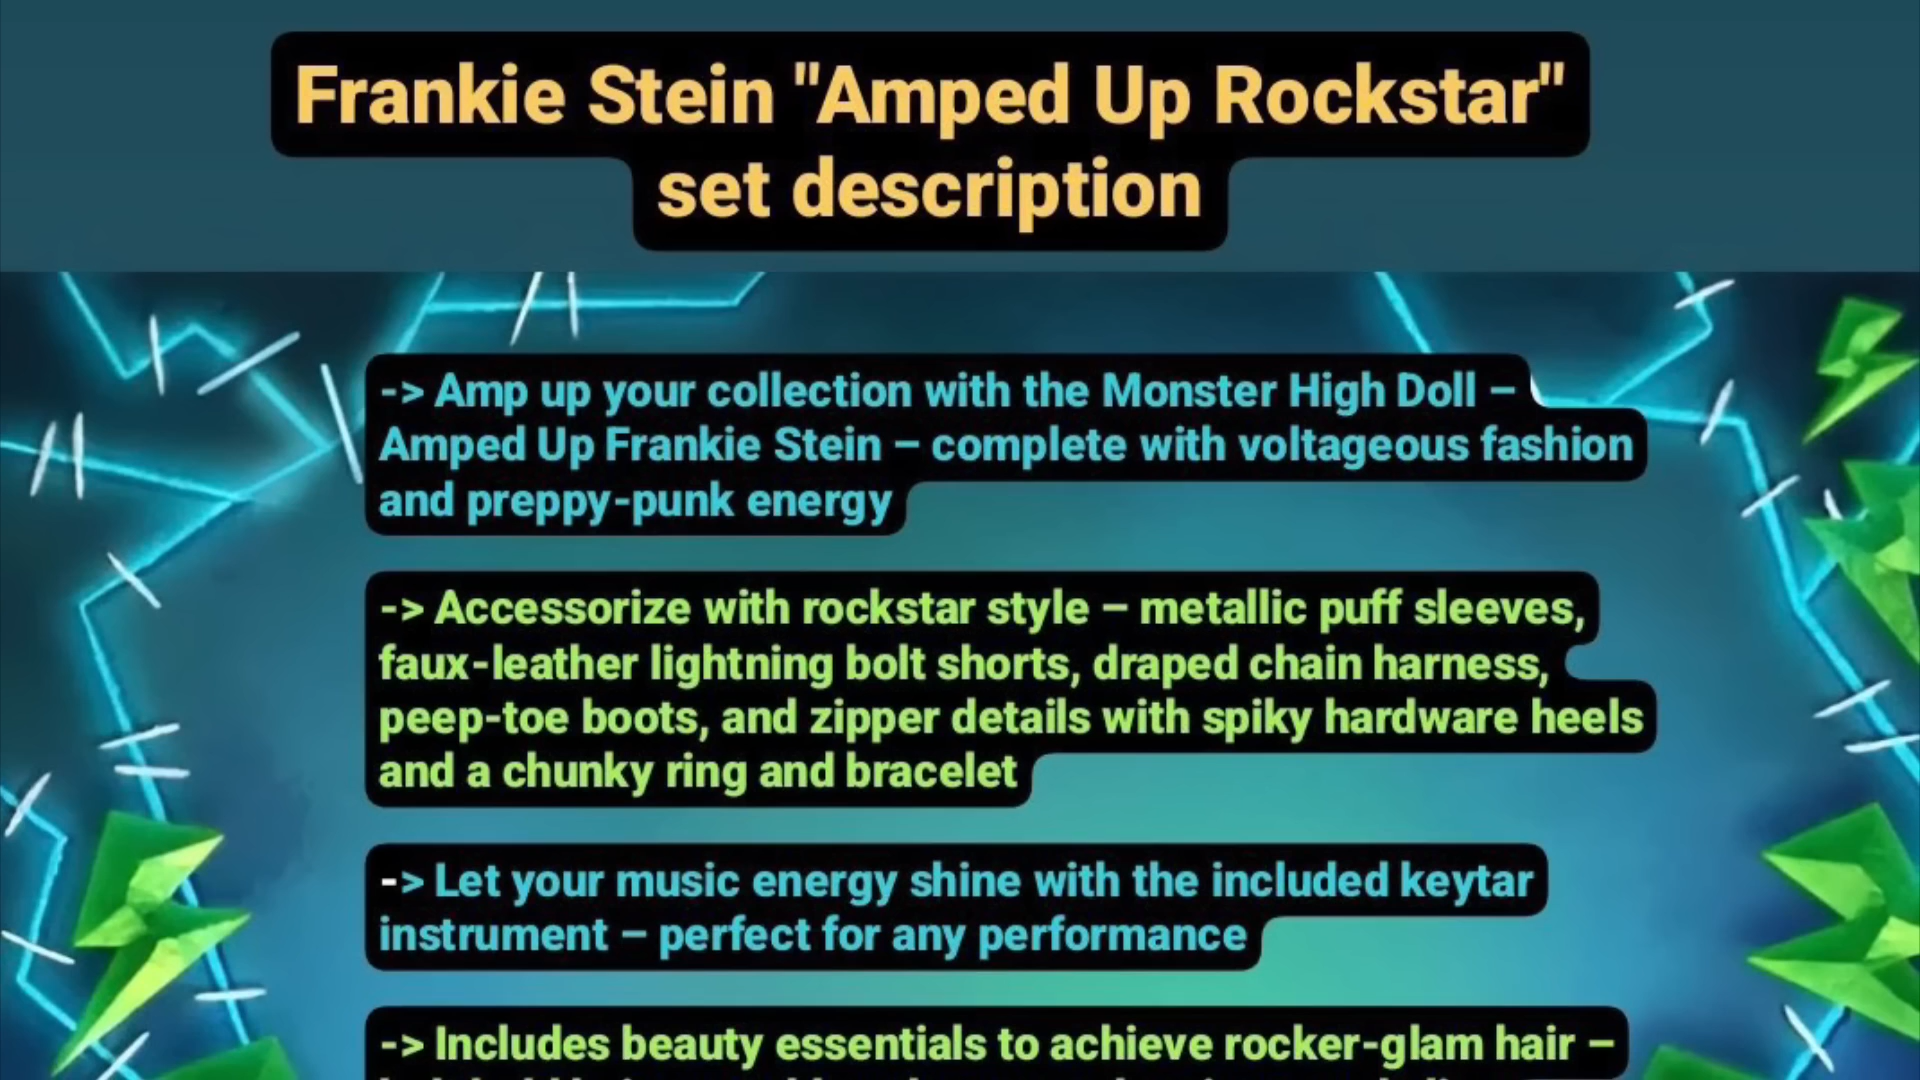 Frankie Stein "Amped Up Rockstar"
set description
-> Amp up your collection with the Monster High Doll –
Amped Up Frankie Stein – complete with voltageous fashion
and preppy-punk energy
-> Accessorize with rockstar style – metallic puff sleeves,
faux-leather lightning bolt shorts, draped chain harness,
peep-toe boots, and zipper details with spiky hardware heels
and a chunky ring and bracelet
-> Let your music energy shine with the included keytar
instrument – perfect for any performance
-> Includes beauty essentials to achieve rocker-glam hair –